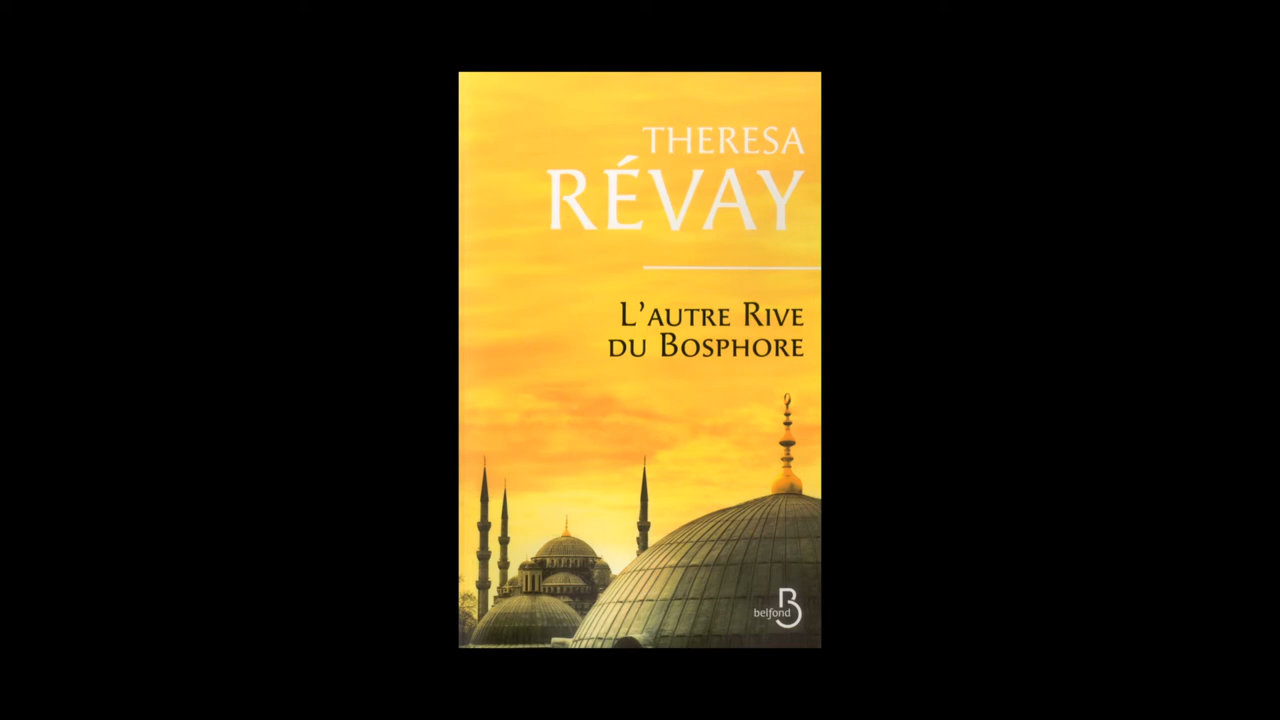 THERESA
RÉVAY
L'AUTRE RIVE
DU BOSPHORE
belfond
B